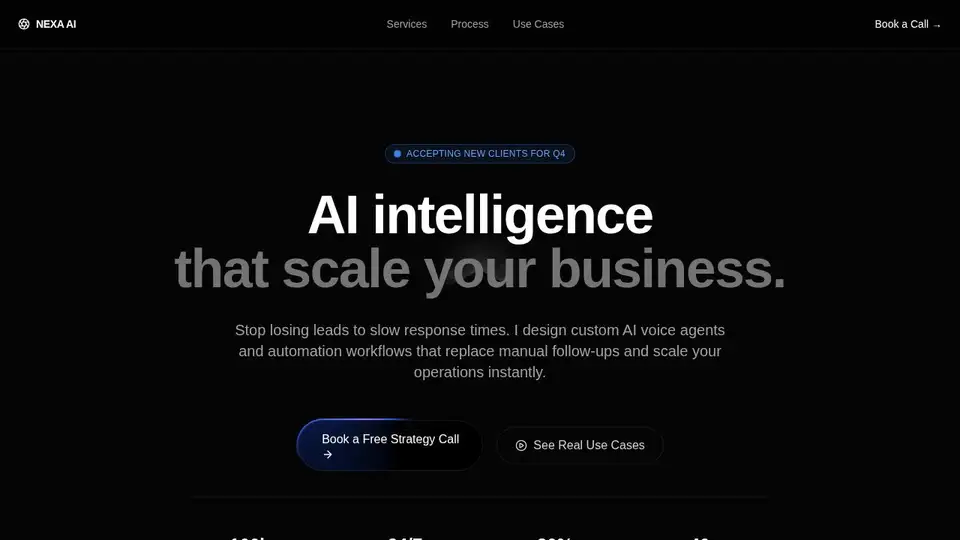 NEXA AI
Services
Process
Use Cases
Book a Call →
ACCEPTING NEW CLIENTS FOR Q4
AI intelligence
that scale your business.
Stop losing leads to slow response times. I design custom AI voice agents
and automation workflows that replace manual follow-ups and scale your
operations instantly.
Book a Free Strategy Call
→
See Real Use Cases